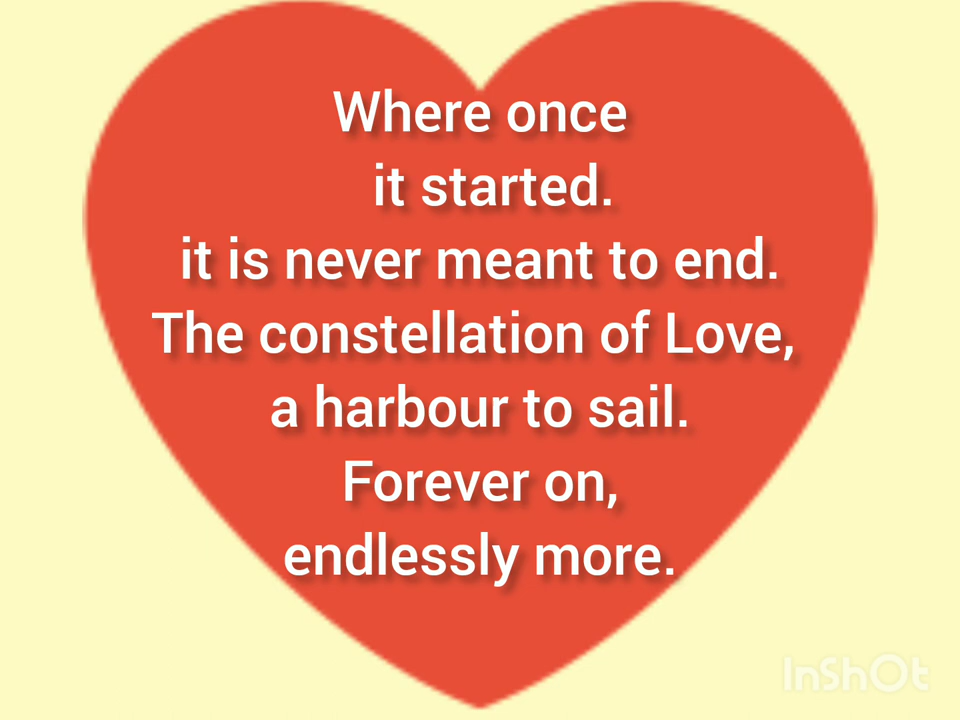 Where once
it started.
it is never meant to end.
The constellation of Love,
a harbour to sail.
Forever on,
endlessly more.
InShOt